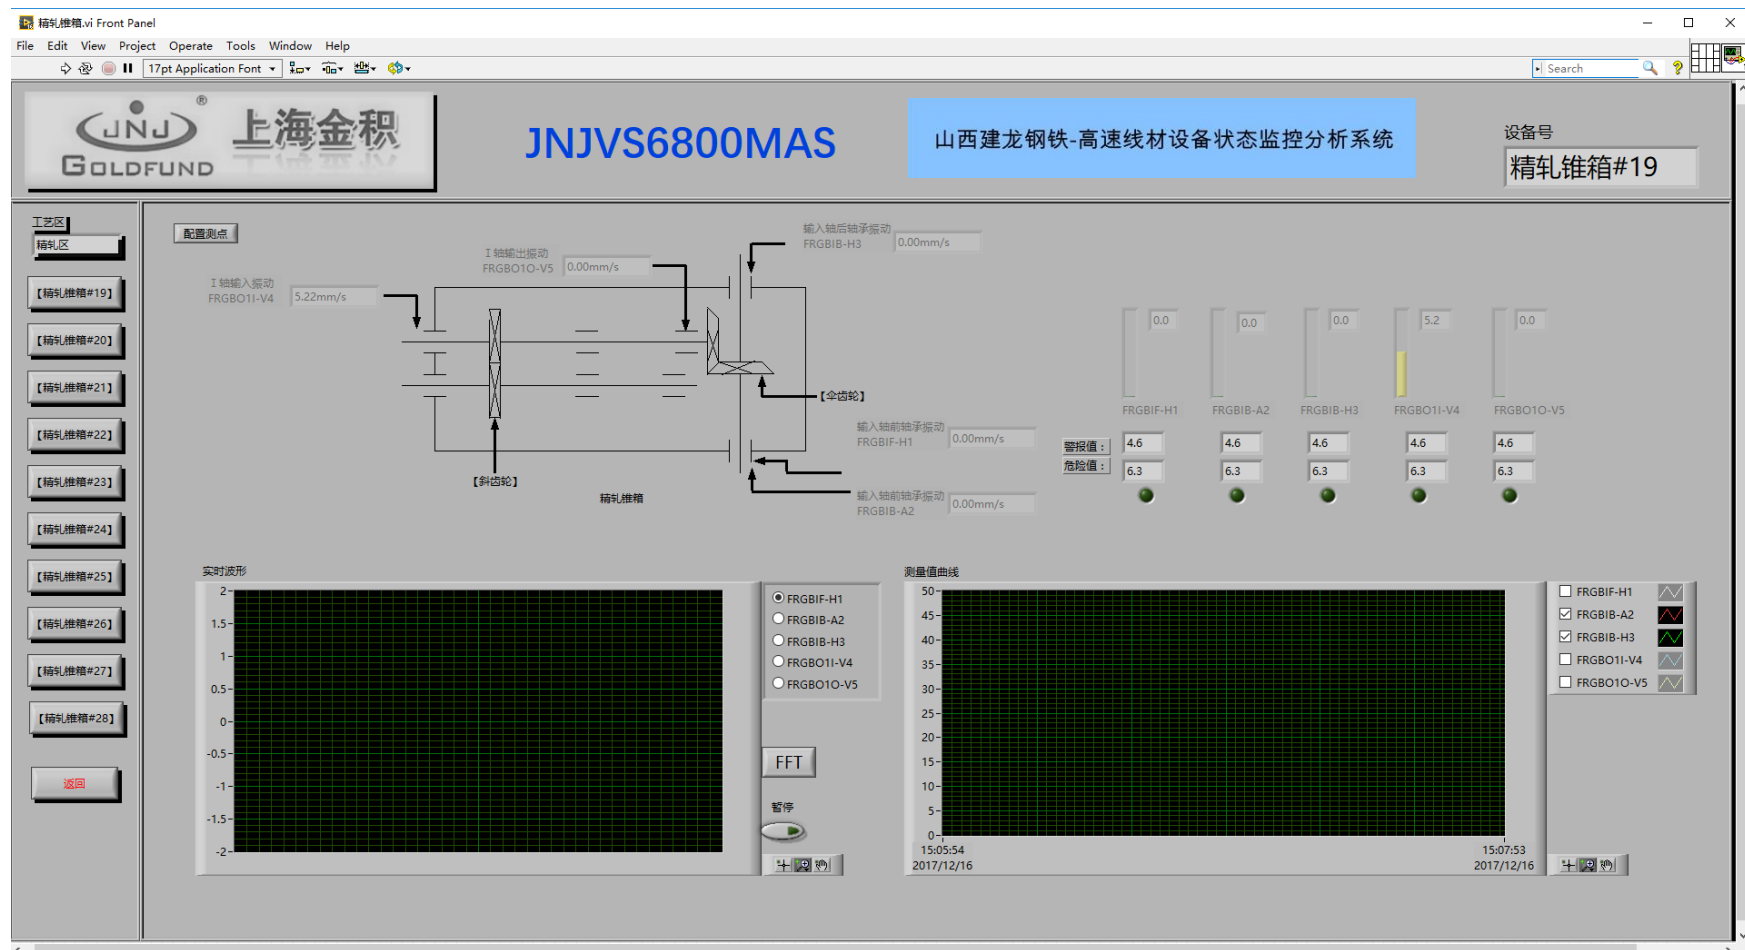 精轧锥箱.vi Front Panel
File Edit View Project Operate Tools Window Help
17pt Application Font
Search
JNJ ® 上海金积
GOLDFUND
JNJVS6800MAS
山西建龙钢铁-高速线材设备状态监控分析系统
设备号
精轧锥箱#19
工艺区
精轧区
【精轧锥箱#19】
【精轧锥箱#20】
【精轧锥箱#21】
【精轧锥箱#22】
【精轧锥箱#23】
【精轧锥箱#24】
【精轧锥箱#25】
【精轧锥箱#26】
【精轧锥箱#27】
【精轧锥箱#28】
返回
配置测点
输入轴后轴承振动
FRGBIB-H3 0.00mm/s
I 轴输出振动
FRGBO1O-V5 0.00mm/s
I 轴输入振动
FRGBO1I-V4 5.22mm/s
【伞齿轮】
输入轴前轴承振动
FRGBIF-H1 0.00mm/s
【斜齿轮】
精轧锥箱
输入轴前轴承振动
FRGBIB-A2 0.00mm/s
0.0 0.0 0.0 5.2 0.0
FRGBIF-H1 FRGBIB-A2 FRGBIB-H3 FRGBO1I-V4 FRGBO1O-V5
警报值： 4.6 4.6 4.6 4.6 4.6
危险值： 6.3 6.3 6.3 6.3 6.3
实时波形
2
1.5
1
0.5
0
-0.5
-1
-1.5
-2
FRGBIF-H1
FRGBIB-A2
FRGBIB-H3
FRGBO1I-V4
FRGBO1O-V5
FFT
暂停
测量值曲线
50
45
40
35
30
25
20
15
10
5
0
15:05:54 15:07:53
2017/12/16 2017/12/16
FRGBIF-H1
FRGBIB-A2
FRGBIB-H3
FRGBO1I-V4
FRGBO1O-V5